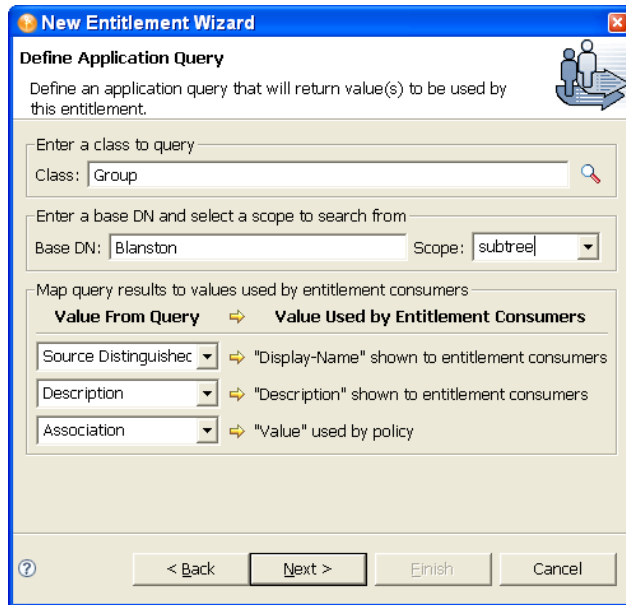 New Entitlement Wizard
Define Application Query
Define an application query that will return value(s) to be used by
this entitlement.
Enter a class to query
Class: Group
Enter a base DN and select a scope to search from
Base DN: Blanston Scope: subtree
Map query results to values used by entitlement consumers
Value From Query Value Used by Entitlement Consumers
Source Distinguished "Display-Name" shown to entitlement consumers
Description "Description" shown to entitlement consumers
Association "Value" used by policy
? < Back Next > Finish Cancel